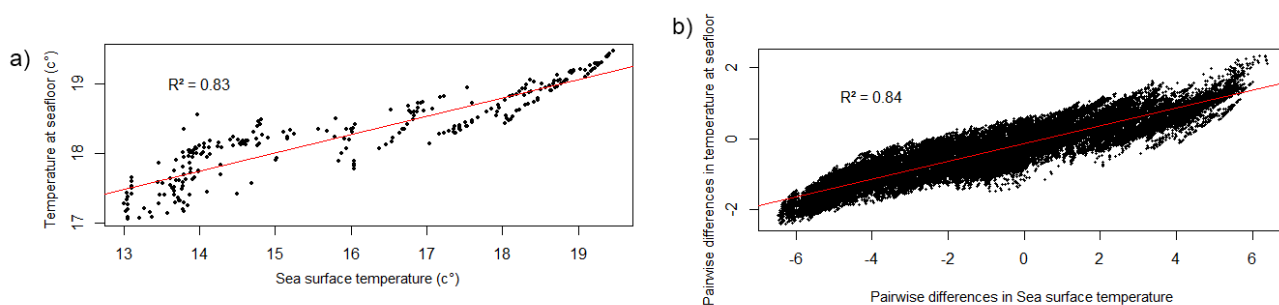 a)
Temperature at seafloor (c°)
17 18 19
R² = 0.83
13 14 15 16 17 18 19
Sea surface temperature (c°)
b)
Pairwise differences in temperature at seafloor
-2 0 2
R² = 0.84
-6 -4 -2 0 2 4 6
Pairwise differences in Sea surface temperature